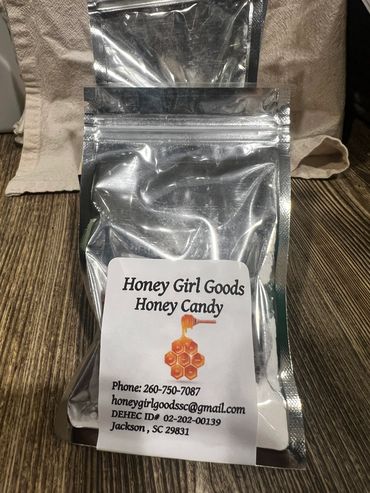 Honey Girl Goods
Honey Candy
Phone: 260-750-7087
honeygirlgoodssc@gmail.com
DEHEC ID# 02-202-00139
Jackson , SC 29831